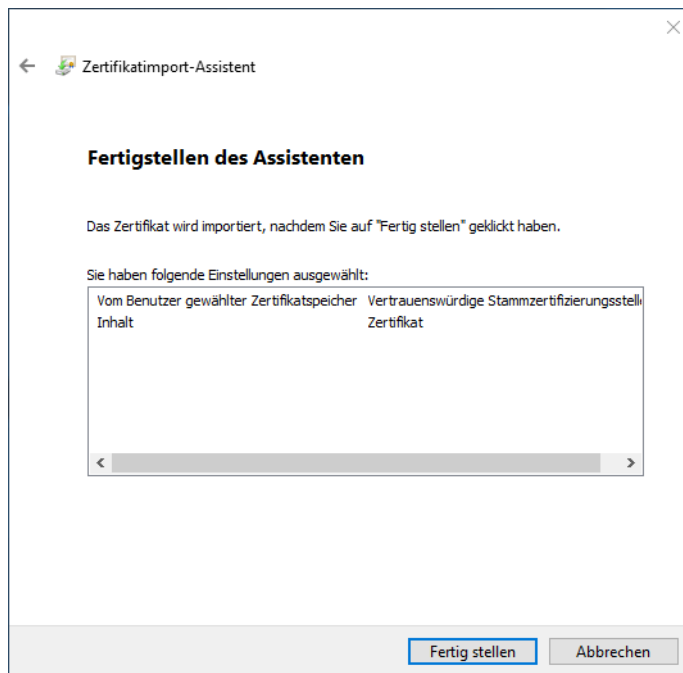 Zertifikatimport-Assistent
Fertigstellen des Assistenten
Das Zertifikat wird importiert, nachdem Sie auf "Fertig stellen" geklickt haben.
Sie haben folgende Einstellungen ausgewählt:
Vom Benutzer gewählter Zertifikatspeicher Vertrauenswürdige Stammzertifizierungsstell
Inhalt Zertifikat
Fertig stellen Abbrechen